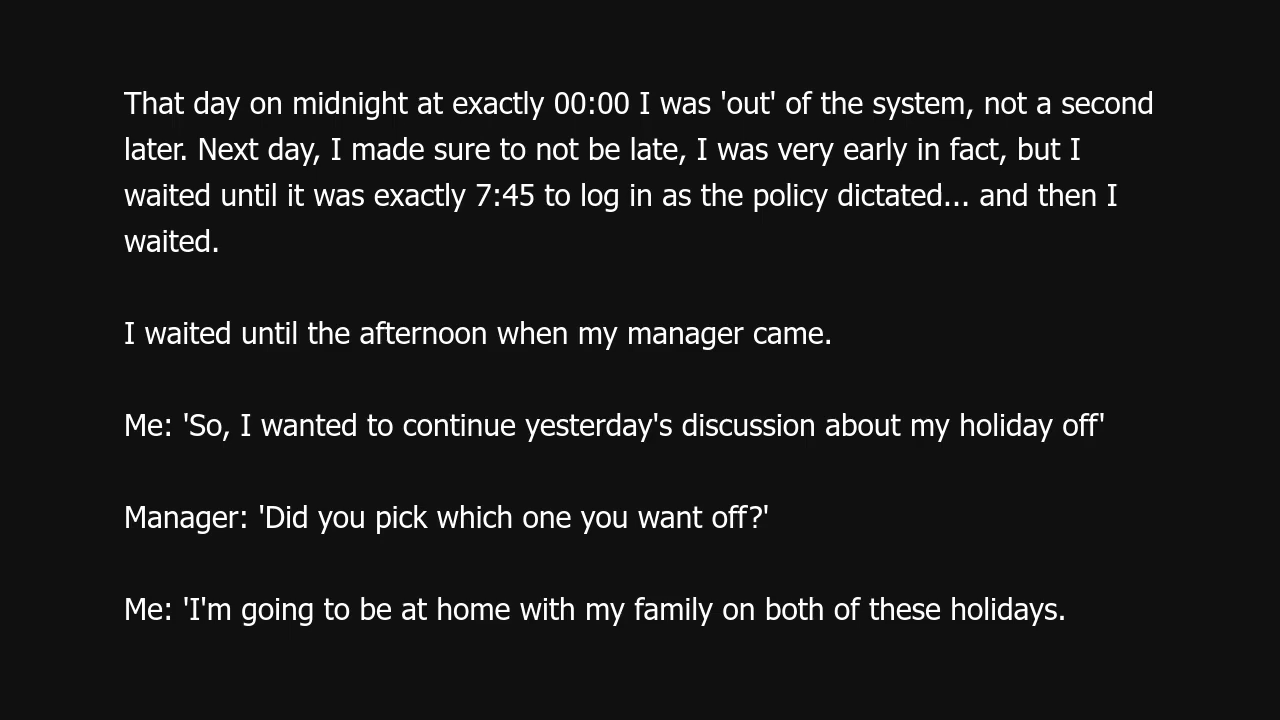 That day on midnight at exactly 00:00 I was 'out' of the system, not a second
later. Next day, I made sure to not be late, I was very early in fact, but I
waited until it was exactly 7:45 to log in as the policy dictated... and then I
waited.
I waited until the afternoon when my manager came.
Me: 'So, I wanted to continue yesterday's discussion about my holiday off'
Manager: 'Did you pick which one you want off?'
Me: 'I'm going to be at home with my family on both of these holidays.